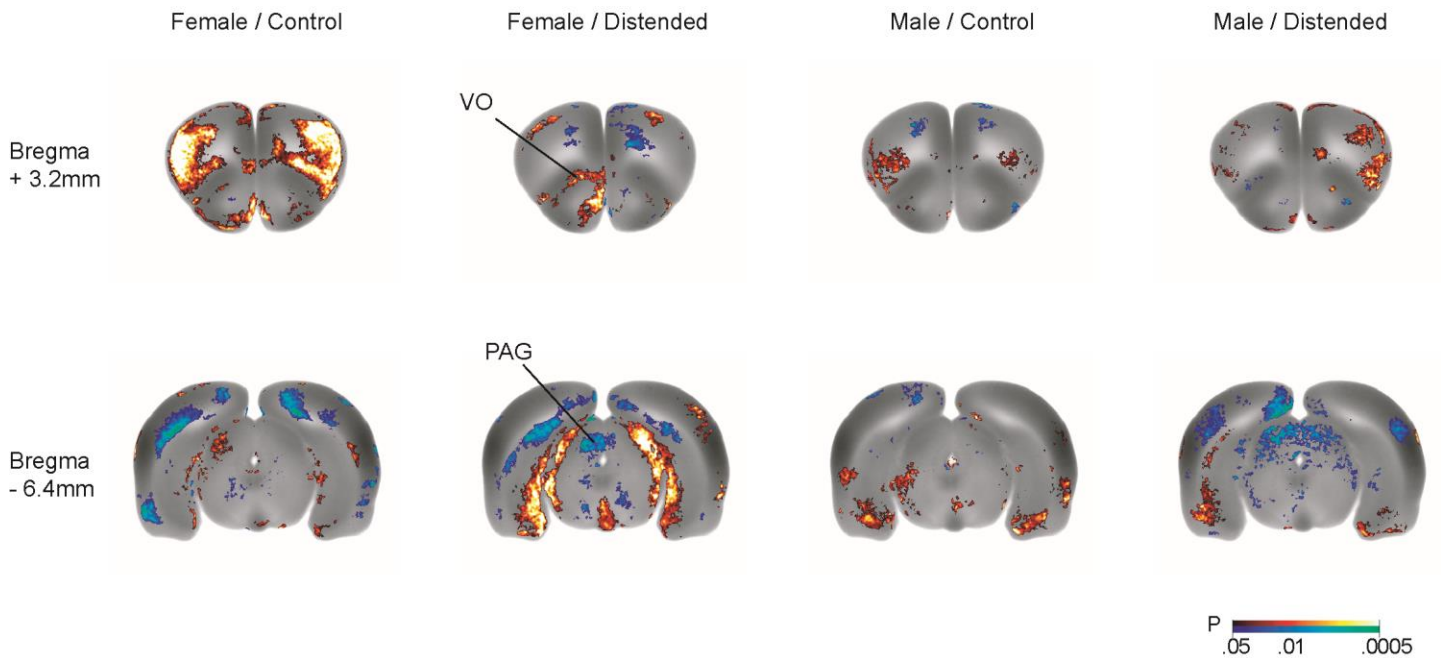 Female / Control
Female / Distended
Male / Control
Male / Distended
VO
Bregma
+ 3.2mm
PAG
Bregma
- 6.4mm
P
.05
.01
.0005